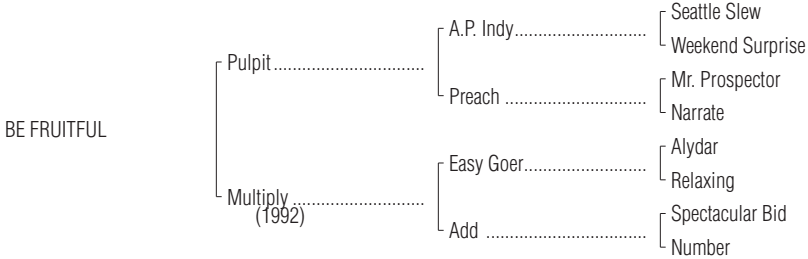 Seattle Slew
A.P. Indy..............................
Weekend Surprise
Pulpit..................................
Mr. Prospector
Preach ................................
Narrate
BE FRUITFUL
Alydar
Easy Goer............................
Relaxing
Multiply ..............................
(1992)
Spectacular Bid
Add .....................................
Number